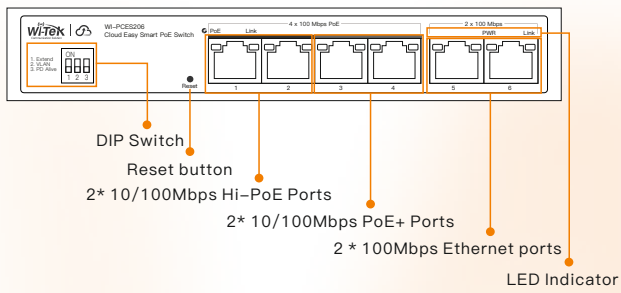 Wi-Tek
WI-PCES206
Cloud Easy Smart PoE Switch
1. Extend
2. VLAN
3. PD Alive
ON
1 2 3
Reset
PoE Link
4 x 100 Mbps PoE
2 x 100 Mbps
PWR Link
1 2 3 4 5 6
DIP Switch
Reset button
2* 10/100Mbps Hi-PoE Ports
2* 10/100Mbps PoE+ Ports
2 * 100Mbps Ethernet ports
LED Indicator